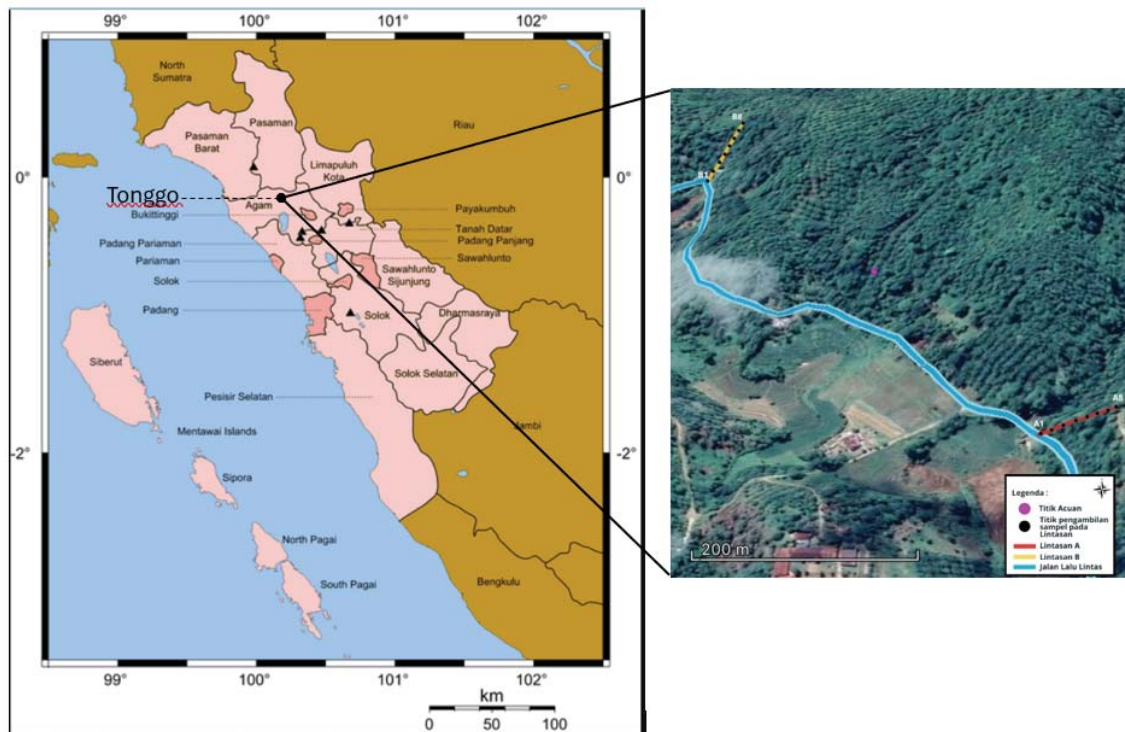 99°
100°
101°
102°
North
Sumatra
Pasaman
Riau
Pasaman
Barat
Limapuluh
Kota
0°
0°
Tonggo
Agam
Bukittinggi
Payakumbuh
Tanah Datar
Padang Pariaman
Padang Panjang
Pariaman
Sawahlunto
Solok
Sawahlunto
Sijunjung
Padang
Solok
Dharmasraya
Siberut
Solok Selatan
Pesisir Selatan
Jambi
Mentawai Islands
-2°
-2°
Sipora
North Pagai
South Pagai
Bengkulu
99°
100°
101°
102°
km
0
50
100
B8
B1
A8
A1
Legenda :
Titik Acuan
Titik pengambilan
sampel pada
Lintasan
Lintasan A
Lintasan B
Jalan Lalu Lintas
200 m